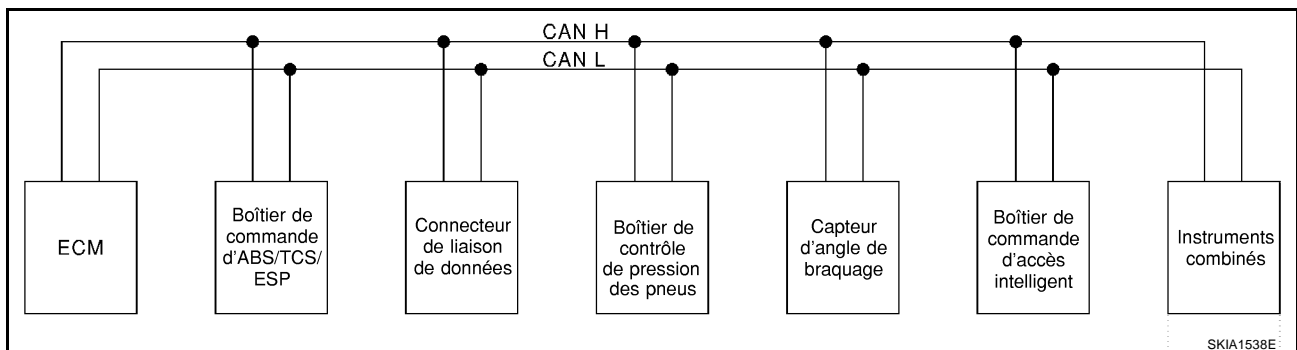 CAN H
CAN L
ECM
Boîtier de
commande
d'ABS/TCS/
ESP
Connecteur
de liaison
de données
Boîtier de
contrôle
de pression
des pneus
Capteur
d'angle de
braquage
Boîtier de
commande
d'accès
intelligent
Instruments
combinés
SKIA1538E